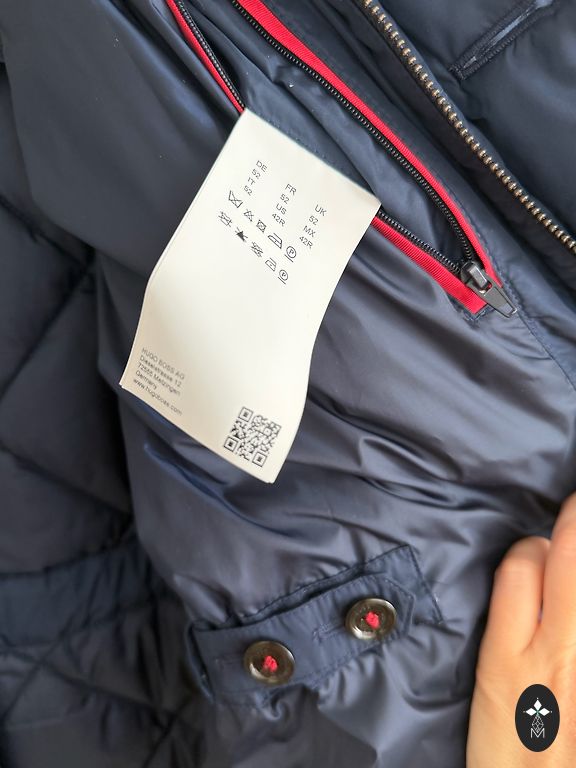 DE FR UK
52 52 52
IT US MX
52 42R 42R
HUGO BOSS AG
Dieselstrasse 12
72555 Metzingen
Germany
www.hugoboss.com
M